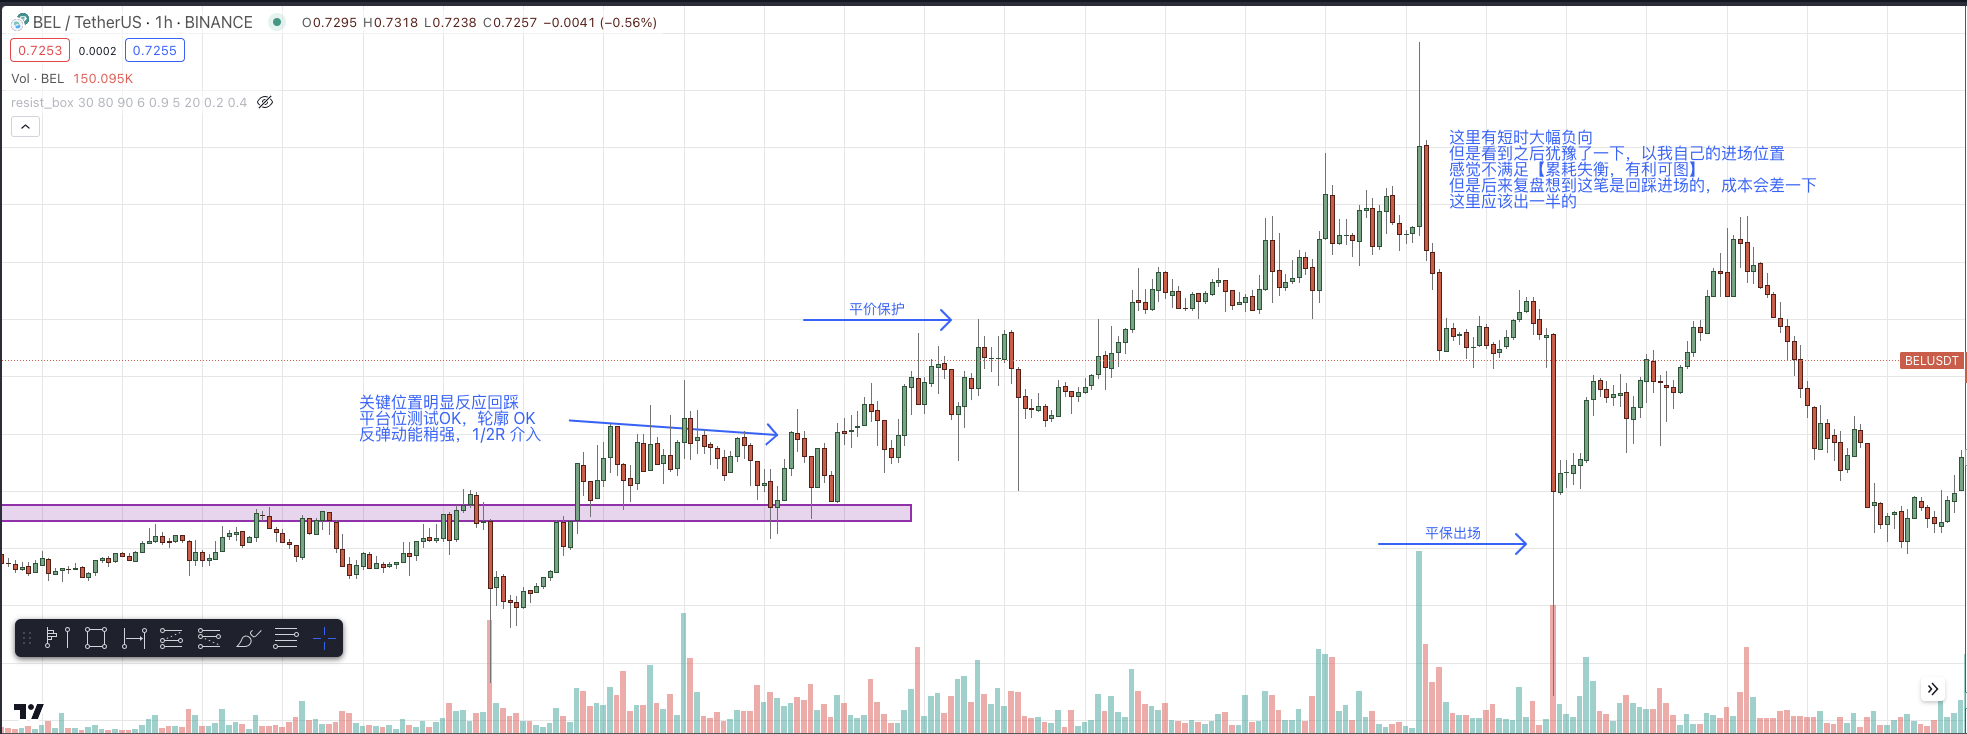 BEL / TetherUS · 1h · BINANCE O0.7295 H0.7318 L0.7238 C0.7257 −0.0041 (−0.56%)
0.7253 0.0002 0.7255
Vol · BEL 150.095K
resist_box 30 80 90 6 0.9 5 20 0.2 0.4
这里有短时大幅负向
但是看到之后犹豫了一下，以我自己的进场位置
感觉不满足【累耗失衡，有利可图】
但是后来复盘想到这笔是回踩进场的，成本会差一下
这里应该出一半的
平价保护
BELUSDT
关键位置明显反应回踩
平台位测试OK，轮廓 OK
反弹动能稍强，1/2R 介入
平保出场